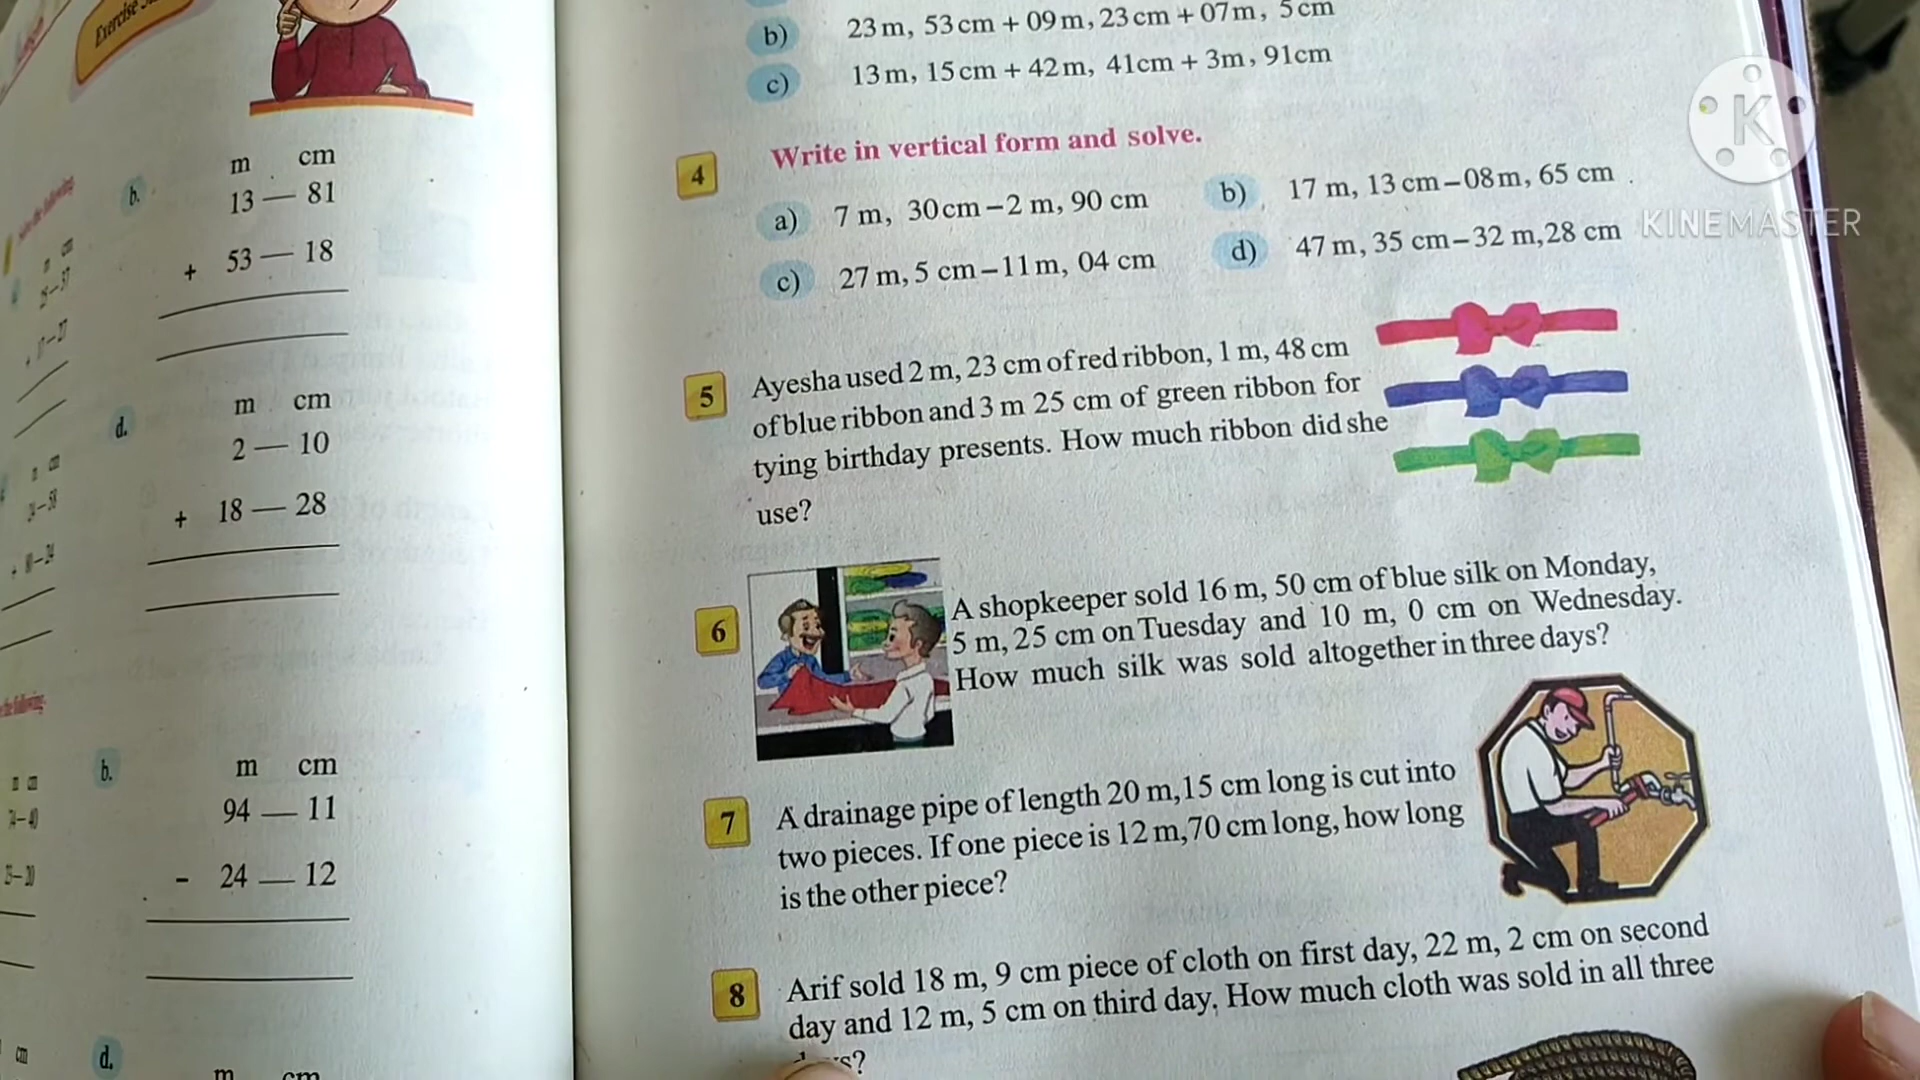 Exercise
m cm
b. 13 — 81
+ 53 — 18
m cm
d. 2 — 10
+ 18 — 28
m cm
b. 94 — 11
- 24 — 12
d.
m cm
b) 23 m, 53 cm + 09 m, 23 cm + 07 m, 5 cm
c) 13 m, 15 cm + 42 m, 41cm + 3m, 91cm
4 Write in vertical form and solve.
a) 7 m, 30 cm – 2 m, 90 cm b) 17 m, 13 cm – 08 m, 65 cm
c) 27 m, 5 cm – 11 m, 04 cm d) 47 m, 35 cm – 32 m, 28 cm
5 Ayesha used 2 m, 23 cm of red ribbon, 1 m, 48 cm
of blue ribbon and 3 m 25 cm of green ribbon for
tying birthday presents. How much ribbon did she
use?
6 A shopkeeper sold 16 m, 50 cm of blue silk on Monday,
5 m, 25 cm on Tuesday and 10 m, 0 cm on Wednesday.
How much silk was sold altogether in three days?
7 A drainage pipe of length 20 m,15 cm long is cut into
two pieces. If one piece is 12 m,70 cm long, how long
is the other piece?
8 Arif sold 18 m, 9 cm piece of cloth on first day, 22 m, 2 cm on second
day and 12 m, 5 cm on third day. How much cloth was sold in all three
K
KINEMASTER